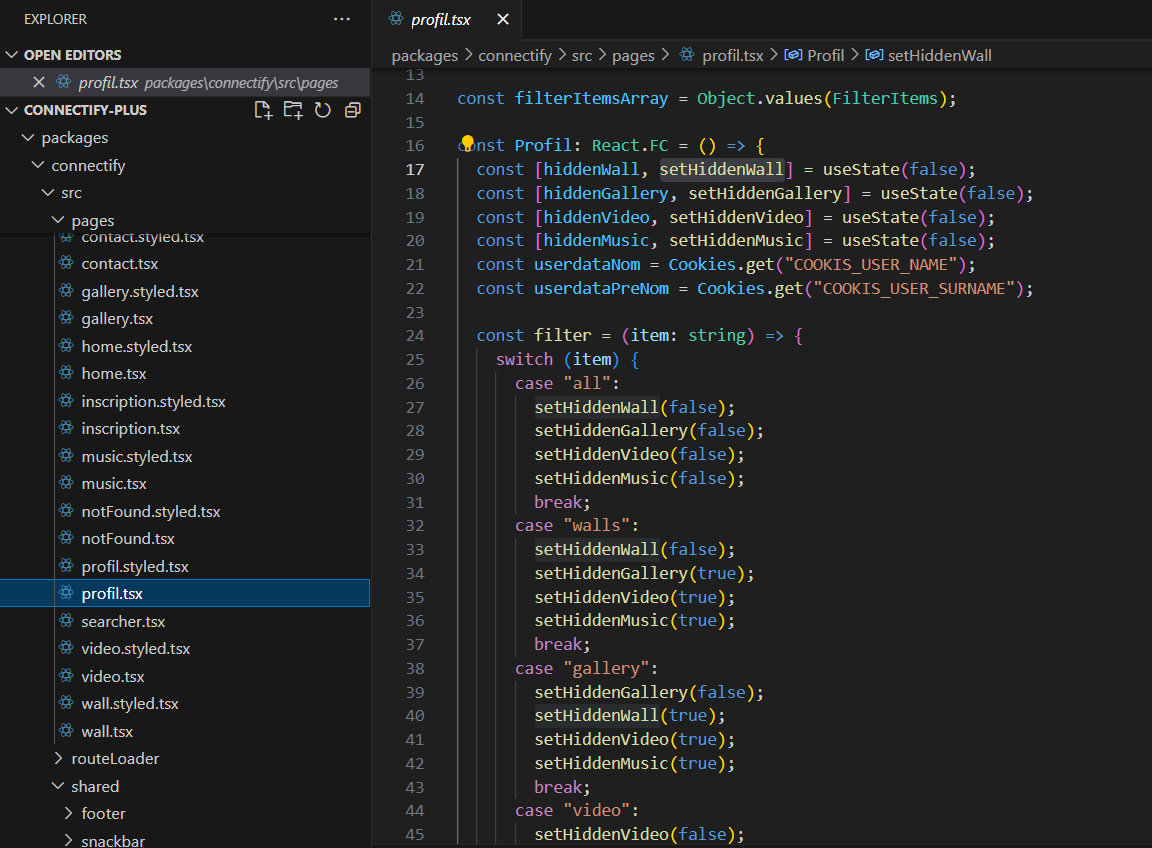 EXPLORER
OPEN EDITORS
profil.tsx packages\connectify\src\pages
CONNECTIFY-PLUS
packages
connectify
src
pages
contact.styled.tsx
contact.tsx
gallery.styled.tsx
gallery.tsx
home.styled.tsx
home.tsx
inscription.styled.tsx
inscription.tsx
music.styled.tsx
music.tsx
notFound.styled.tsx
notFound.tsx
profil.styled.tsx
profil.tsx
searcher.tsx
video.styled.tsx
video.tsx
wall.styled.tsx
wall.tsx
routeLoader
shared
footer
snackbar
profil.tsx
packages > connectify > src > pages > profil.tsx > Profil > setHiddenWall
13
14 const filterItemsArray = Object.values(FilterItems);
15
16 nst Profil: React.FC = () => {
17 const [hiddenWall, setHiddenWall] = useState(false);
18 const [hiddenGallery, setHiddenGallery] = useState(false);
19 const [hiddenVideo, setHiddenVideo] = useState(false);
20 const [hiddenMusic, setHiddenMusic] = useState(false);
21 const userdataNom = Cookies.get("COOKIS_USER_NAME");
22 const userdataPreNom = Cookies.get("COOKIS_USER_SURNAME");
23
24 const filter = (item: string) => {
25 switch (item) {
26 case "all":
27 setHiddenWall(false);
28 setHiddenGallery(false);
29 setHiddenVideo(false);
30 setHiddenMusic(false);
31 break;
32 case "walls":
33 setHiddenWall(false);
34 setHiddenGallery(true);
35 setHiddenVideo(true);
36 setHiddenMusic(true);
37 break;
38 case "gallery":
39 setHiddenGallery(false);
40 setHiddenWall(true);
41 setHiddenVideo(true);
42 setHiddenMusic(true);
43 break;
44 case "video":
45 setHiddenVideo(false);